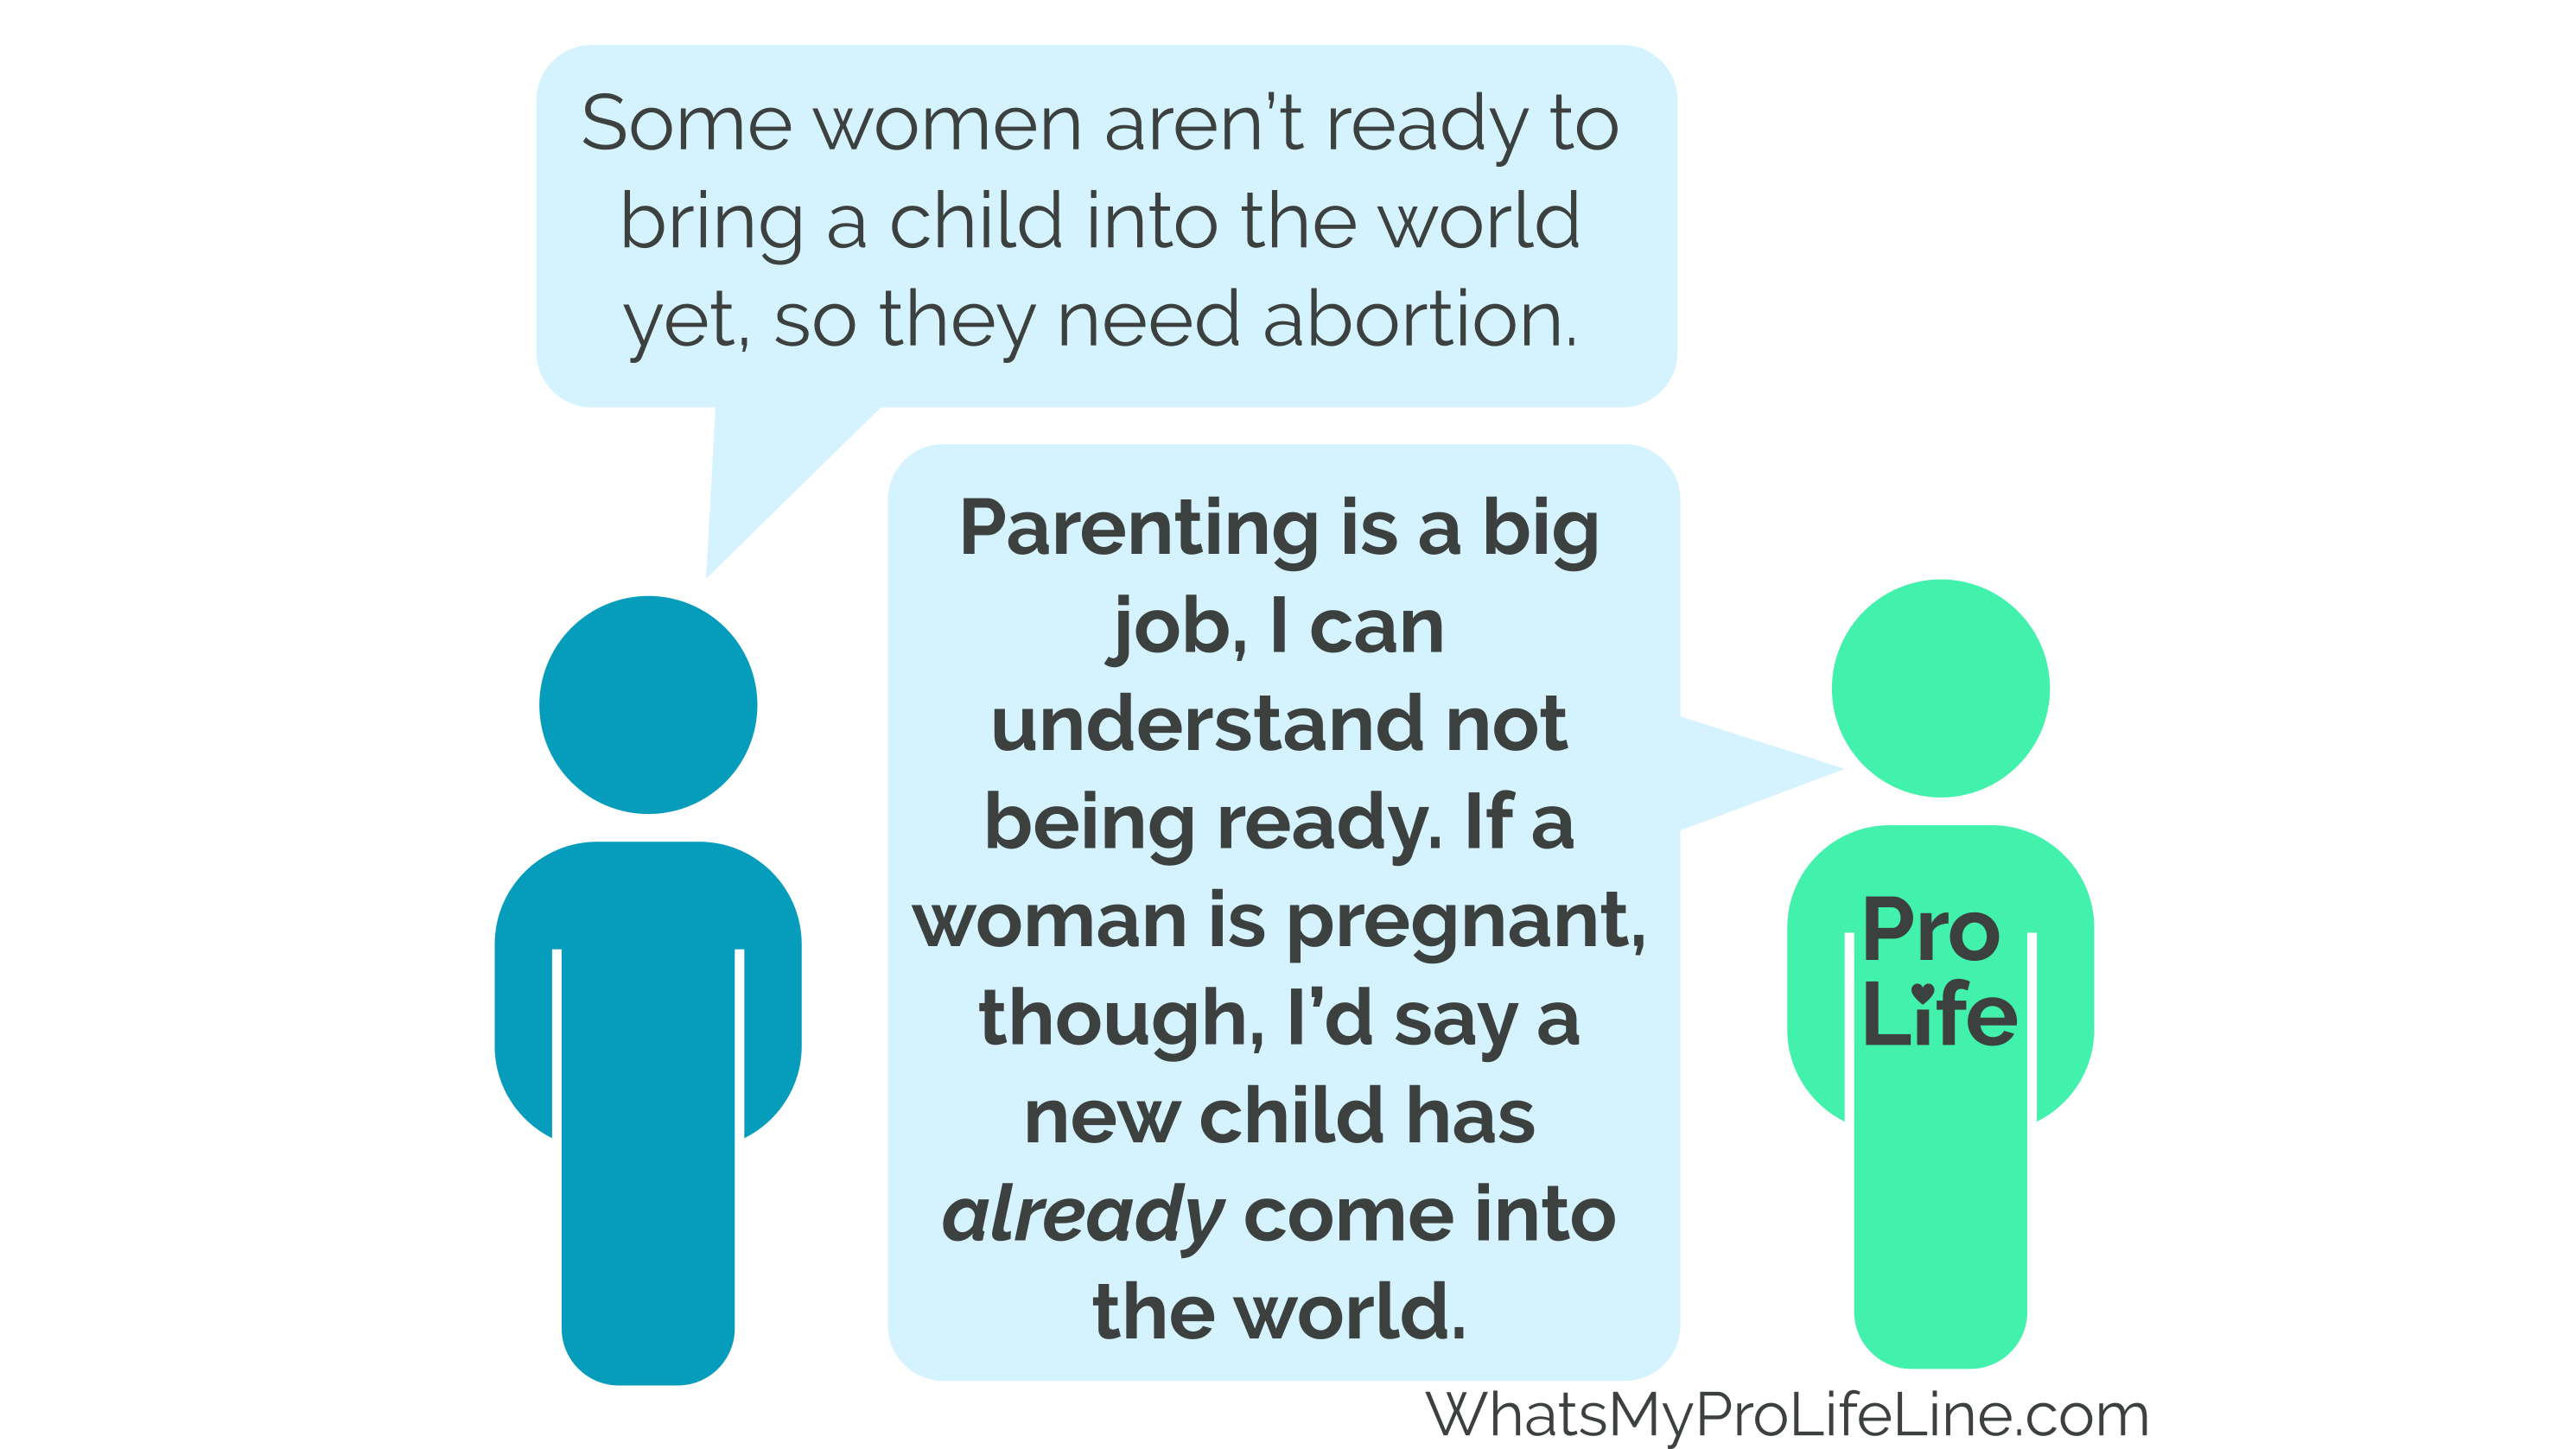 Some women aren’t ready to
bring a child into the world
yet, so they need abortion.
Parenting is a big
job, I can
understand not
being ready. If a
woman is pregnant,
though, I’d say a
new child has
already come into
the world.
Pro
Life
WhatsMyProLifeLine.com